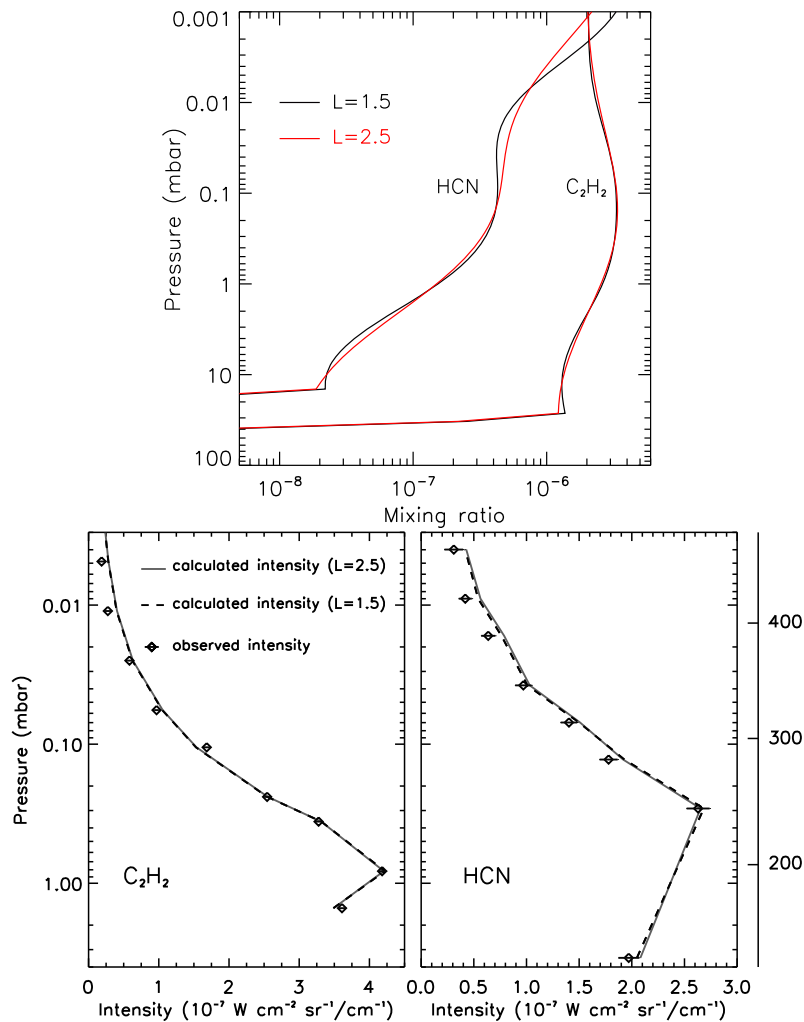 0.001
0.01
0.1
1
10
100
Pressure (mbar)
L=1.5
L=2.5
HCN
C₂H₂
10⁻⁸ 10⁻⁷ 10⁻⁶
Mixing ratio
calculated intensity (L=2.5)
calculated intensity (L=1.5)
observed intensity
0.01
0.10
1.00
Pressure (mbar)
C₂H₂
0 1 2 3 4
Intensity (10⁻⁷ W cm⁻² sr⁻¹/cm⁻¹)
HCN
0.0 0.5 1.0 1.5 2.0 2.5 3.0
Intensity (10⁻⁷ W cm⁻² sr⁻¹/cm⁻¹)
400
300
200